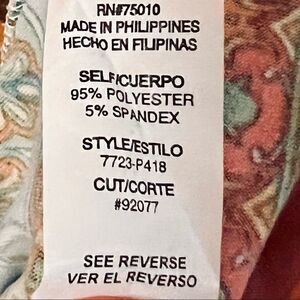 RN#75010
MADE IN PHILIPPINES
HECHO EN FILIPINAS
SELF/CUERPO
95% POLYESTER
5% SPANDEX
STYLE/ESTILO
7723-P418
CUT/CORTE
#92077
SEE REVERSE
VER EL REVERSO